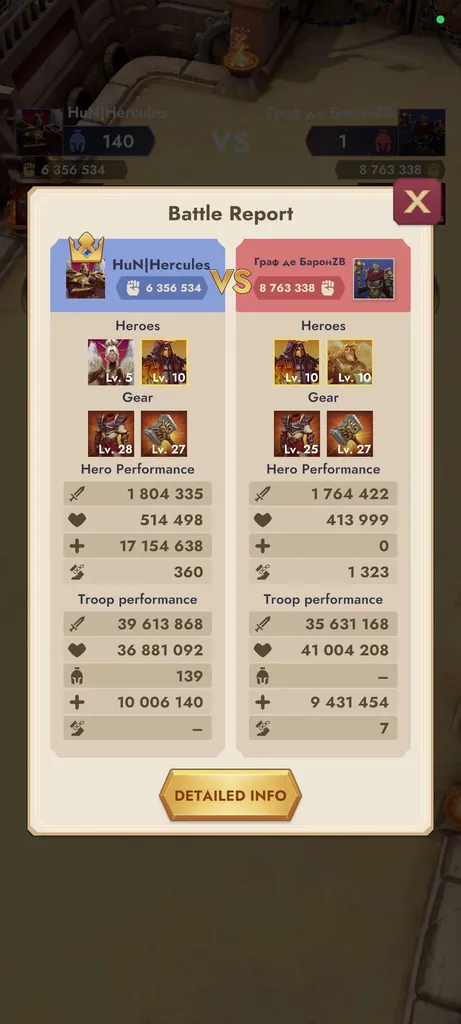 HuN|Hercules Граф де БаронZB
140 VS 1
6 356 534 8 763 338
X
Battle Report
HuN|Hercules VS Граф де БаронZB
6 356 534 8 763 338
Heroes Heroes
Lv. 5 Lv. 10 Lv. 10 Lv. 10
Gear Gear
Lv. 28 Lv. 27 Lv. 25 Lv. 27
Hero Performance Hero Performance
1 804 335 1 764 422
514 498 413 999
17 154 638 0
360 1 323
Troop performance Troop performance
39 613 868 35 631 168
36 881 092 41 004 208
139 –
10 006 140 9 431 454
– 7
DETAILED INFO